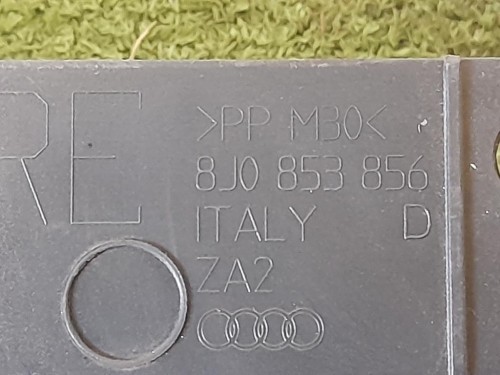 RE
>PP M30<
8J0 853 856
ITALY D
ZA2